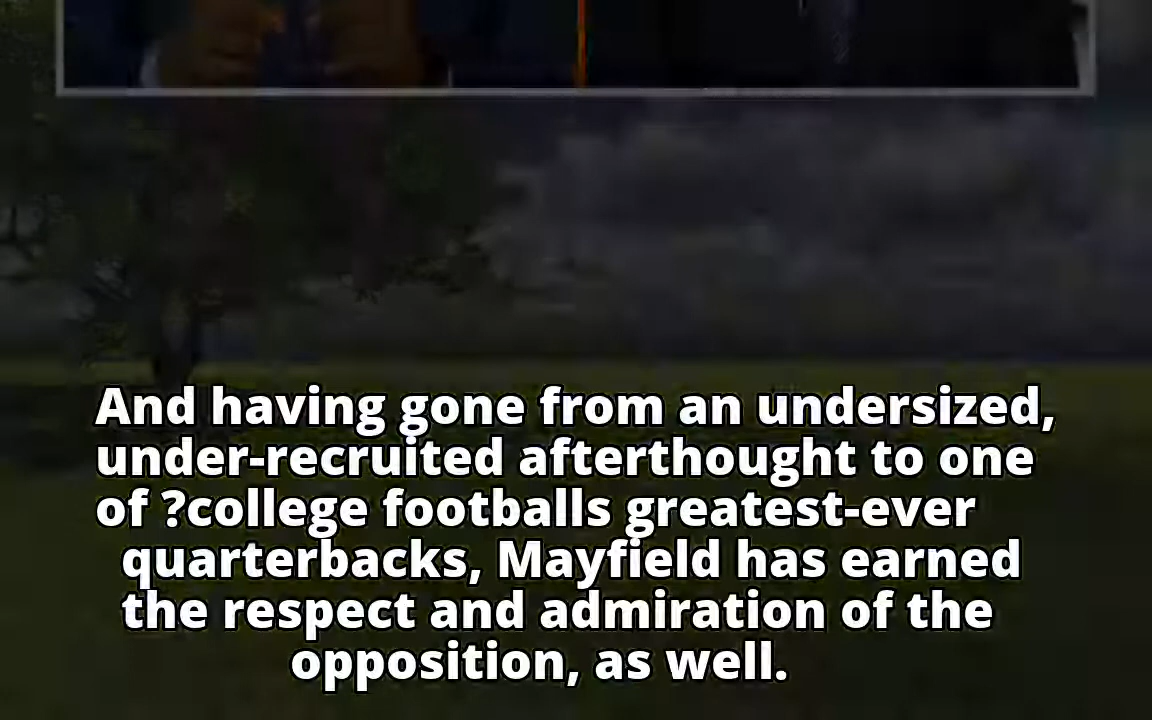 And having gone from an undersized,
under-recruited afterthought to one
of ?college footballs greatest-ever
quarterbacks, Mayfield has earned
the respect and admiration of the
opposition, as well.